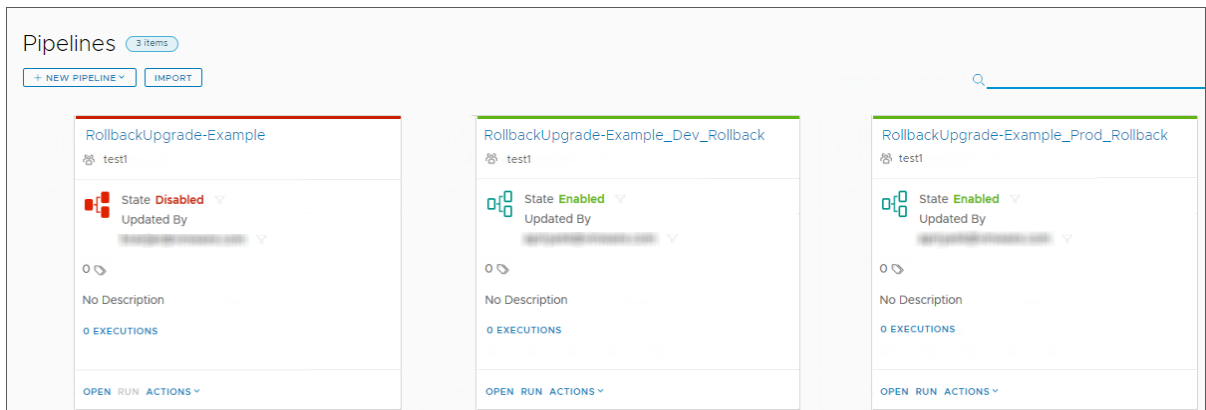 Pipelines 3 items
+ NEW PIPELINE IMPORT
RollbackUpgrade-Example
test1
State Disabled
Updated By
0
No Description
0 EXECUTIONS
OPEN RUN ACTIONS
RollbackUpgrade-Example_Dev_Rollback
test1
State Enabled
Updated By
0
No Description
0 EXECUTIONS
OPEN RUN ACTIONS
RollbackUpgrade-Example_Prod_Rollback
test1
State Enabled
Updated By
0
No Description
0 EXECUTIONS
OPEN RUN ACTIONS